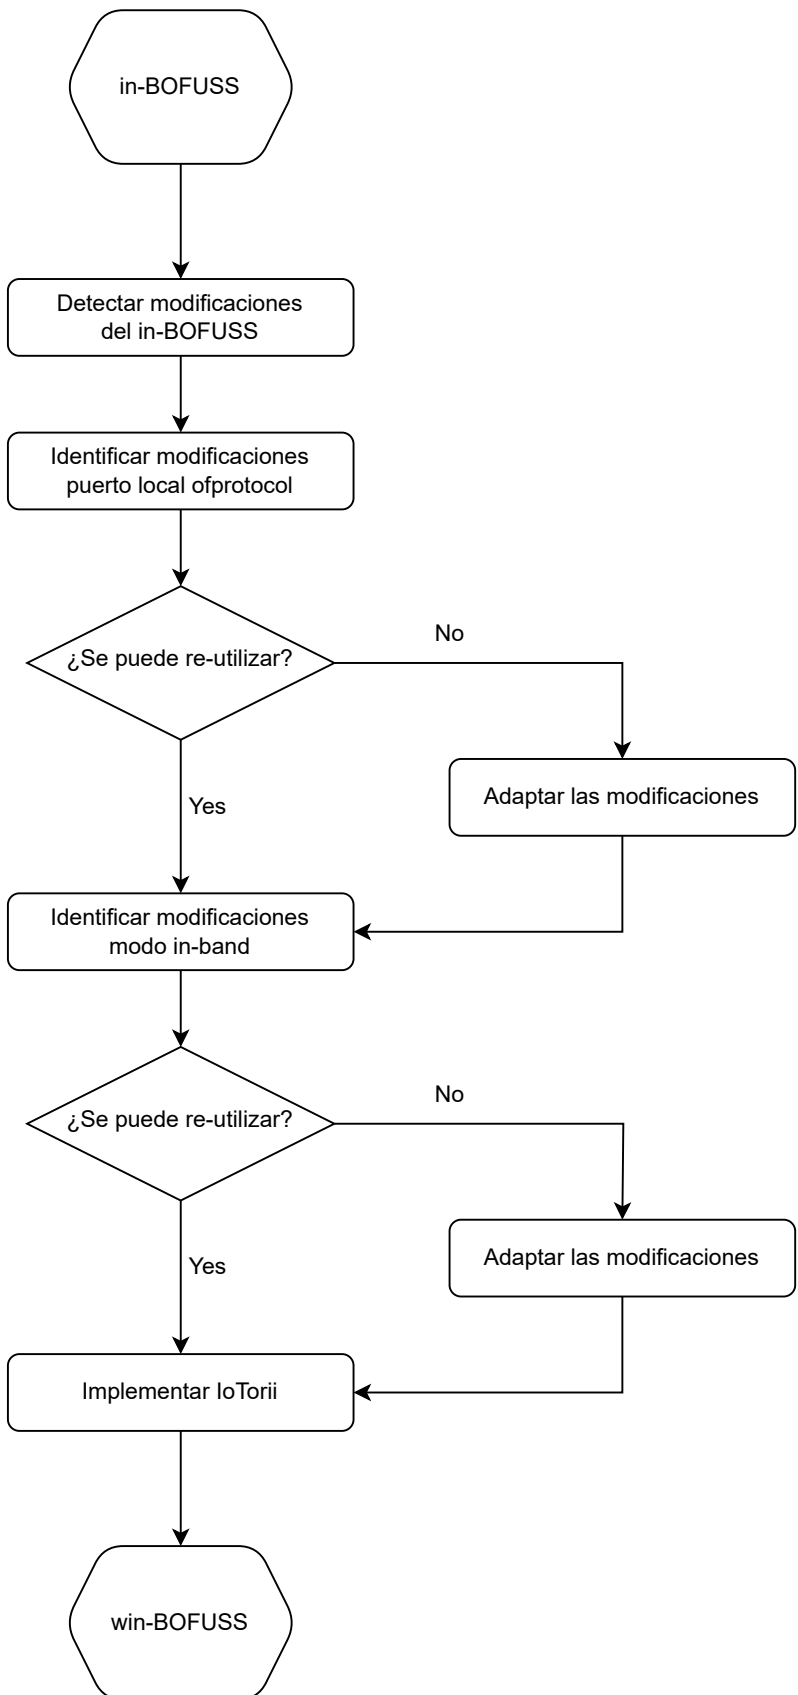 in-BOFUSS
Detectar modificaciones
del in-BOFUSS
Identificar modificaciones
puerto local ofprotocol
¿Se puede re-utilizar?
No
Adaptar las modificaciones
Yes
Identificar modificaciones
modo in-band
¿Se puede re-utilizar?
No
Adaptar las modificaciones
Yes
Implementar IoTorii
win-BOFUSS